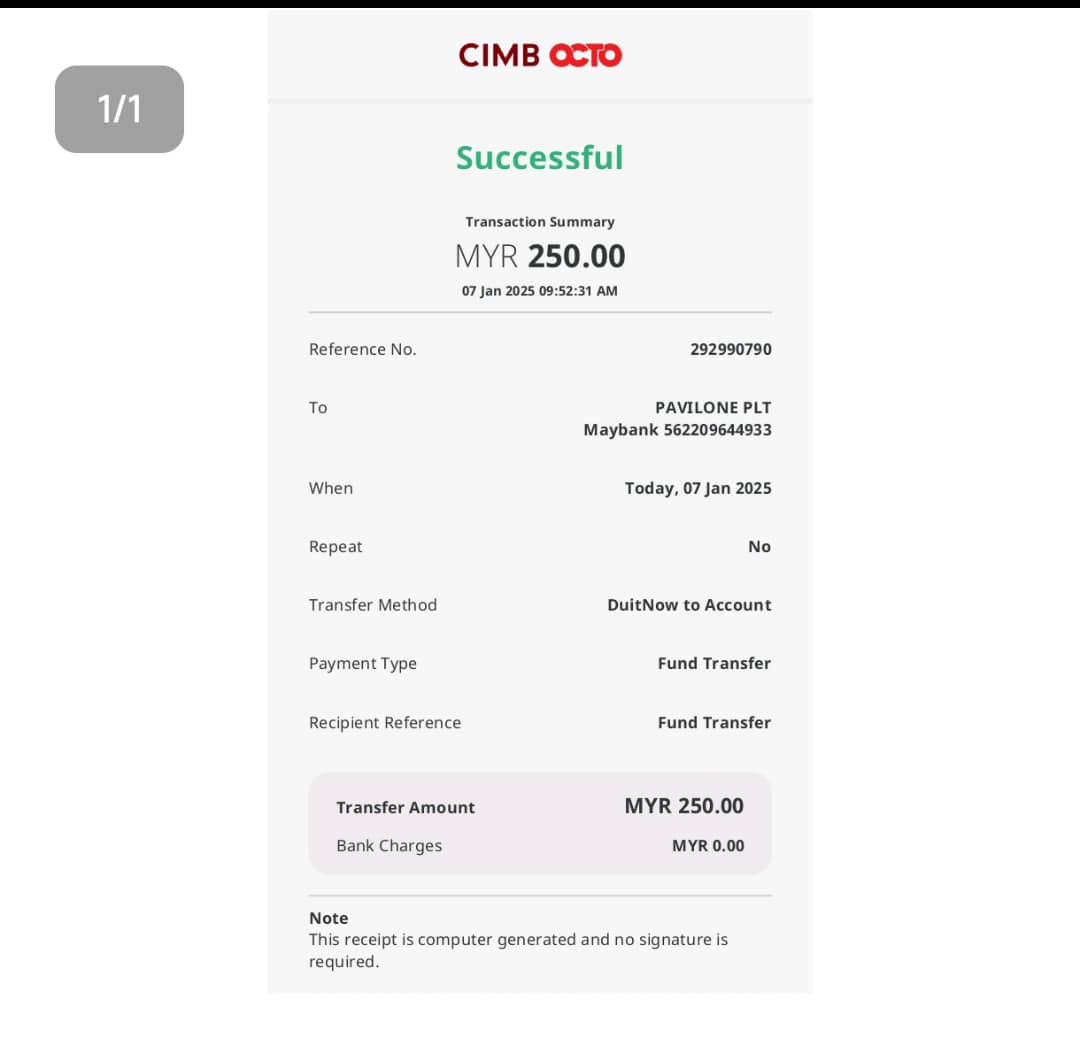 CIMB OCTO
1/1
Successful
Transaction Summary
MYR 250.00
07 Jan 2025 09:52:31 AM
Reference No. 292990790
To PAVILONE PLT
Maybank 562209644933
When Today, 07 Jan 2025
Repeat No
Transfer Method DuitNow to Account
Payment Type Fund Transfer
Recipient Reference Fund Transfer
Transfer Amount MYR 250.00
Bank Charges MYR 0.00
Note
This receipt is computer generated and no signature is
required.